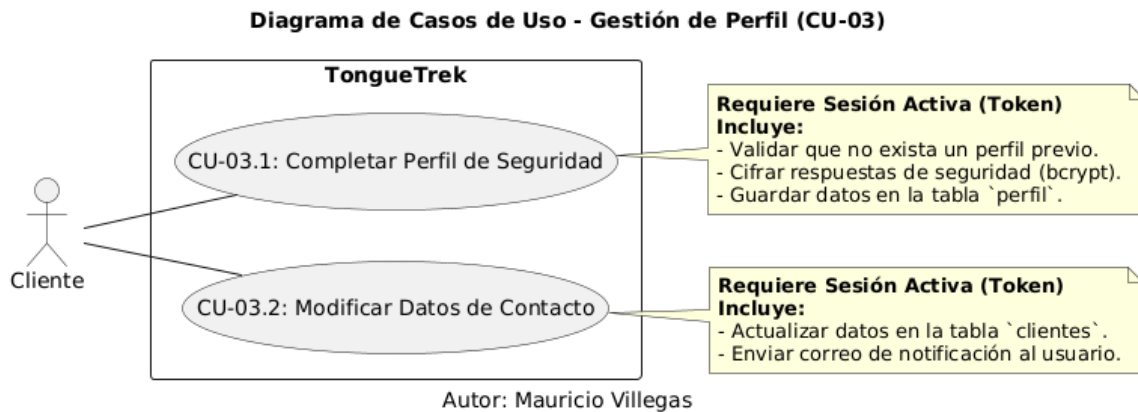 Diagrama de Casos de Uso - Gestión de Perfil (CU-03)
TongueTrek
CU-03.1: Completar Perfil de Seguridad
Requiere Sesión Activa (Token)
Incluye:
- Validar que no exista un perfil previo.
- Cifrar respuestas de seguridad (bcrypt).
- Guardar datos en la tabla `perfil`.
Cliente
CU-03.2: Modificar Datos de Contacto
Requiere Sesión Activa (Token)
Incluye:
- Actualizar datos en la tabla `clientes`.
- Enviar correo de notificación al usuario.
Autor: Mauricio Villegas